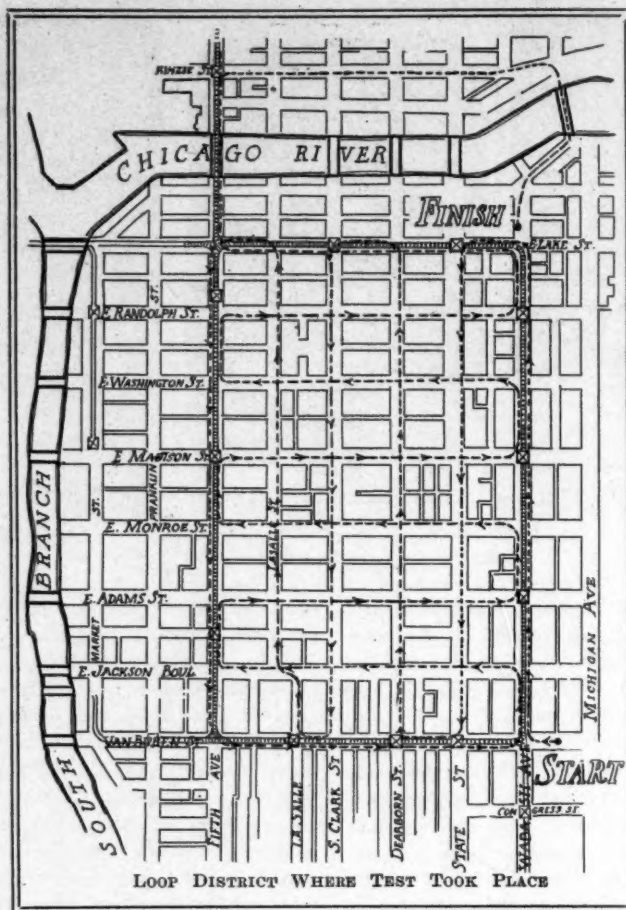 KINZIE ST.
CHICAGO RIVER
FINISH
E. LAKE ST.
ST.
E. RANDOLPH ST.
E. WASHINGTON ST.
E. MADISON ST.
FRANKLIN
ST.
BRANCH
E. MONROE ST.
LASALLE ST.
E. ADAMS ST.
MARKET
MICHIGAN AVE
E. JACKSON BOUL
SOUTH
VAN BUREN
START
FIFTH AVE
LA SALLE
S. CLARK ST
DEARBORN ST.
STATE ST
WABASH AV
CONGRESS ST.
LOOP DISTRICT WHERE TEST TOOK PLACE